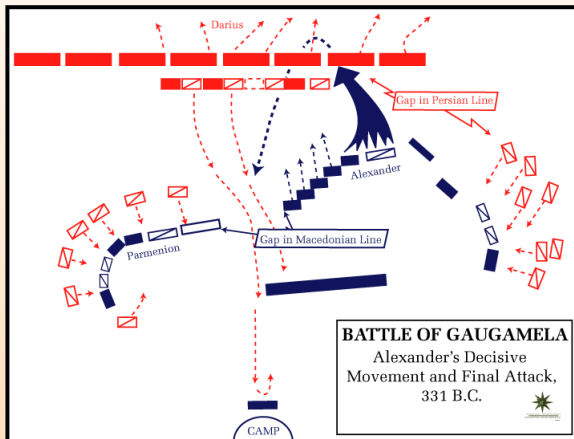 Darius
Gap in Persian Line
Alexander
Gap in Macedonian Line
Parmenion
BATTLE OF GAUGAMELA
Alexander's Decisive
Movement and Final Attack,
331 B.C.
CAMP